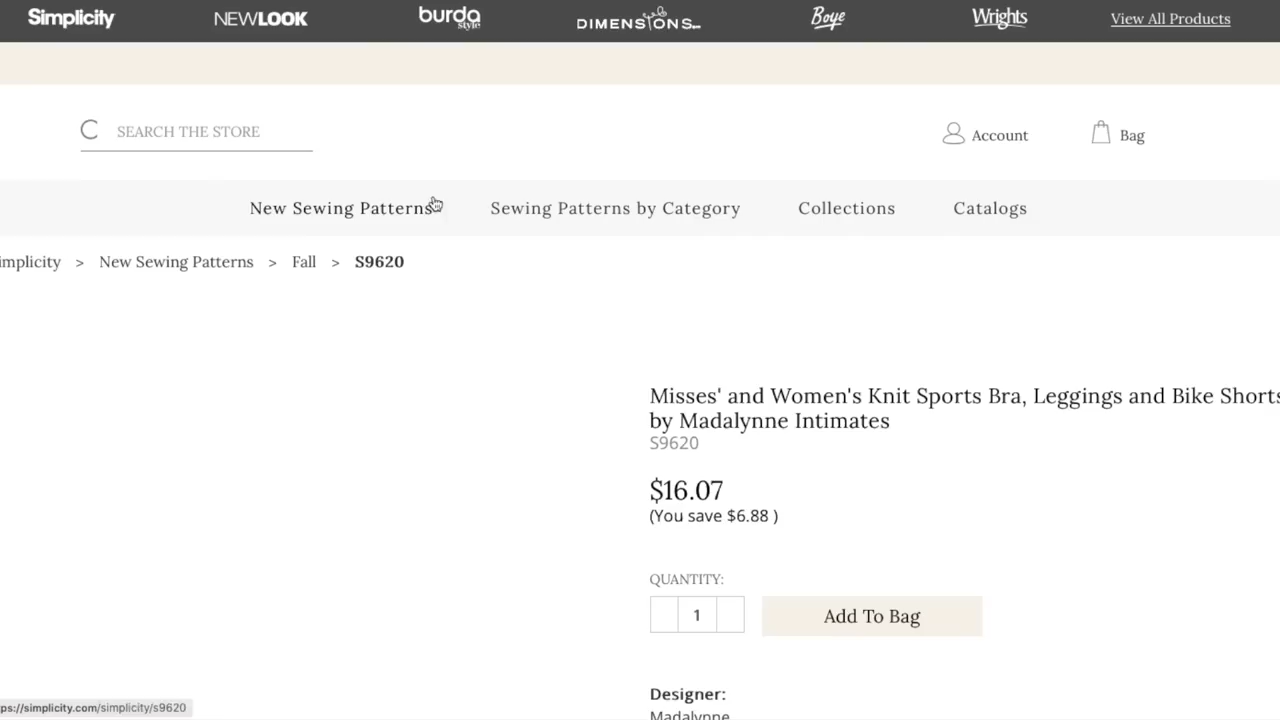 Simplicity NEWLOOK burda style DIMENSIONS Boye Wrights View All Products
SEARCH THE STORE
Account Bag
New Sewing Patterns Sewing Patterns by Category Collections Catalogs
implicity > New Sewing Patterns > Fall > S9620
Misses' and Women's Knit Sports Bra, Leggings and Bike Shorts
by Madalynne Intimates
S9620
$16.07
(You save $6.88 )
QUANTITY:
1 Add To Bag
Designer:
Madalynne
ps://simplicity.com/simplicity/s9620